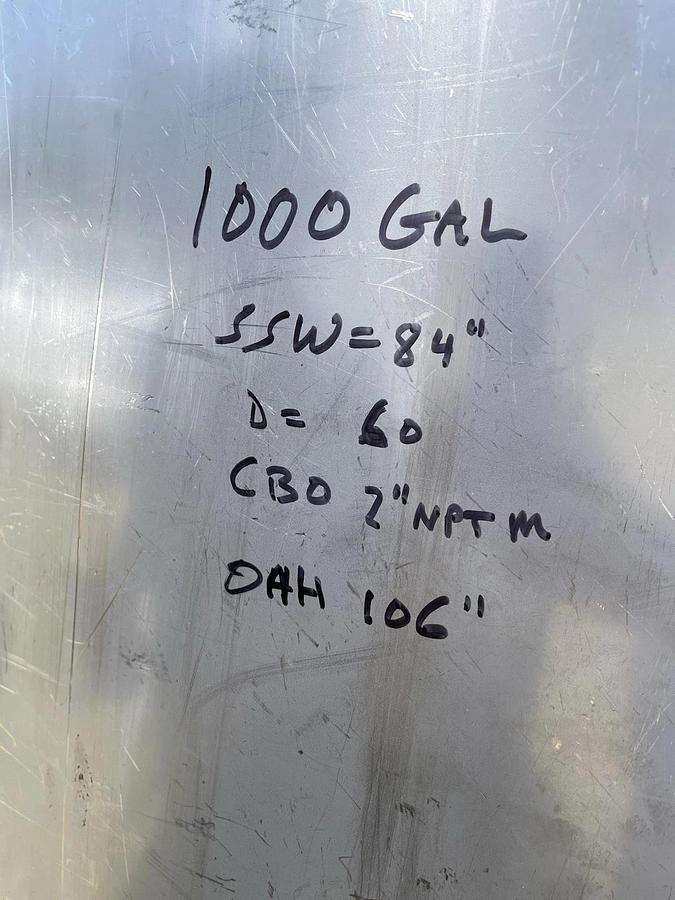 1000 GAL
SSW=84"
D= 60
CBO 2" NPT M
OAH 106"